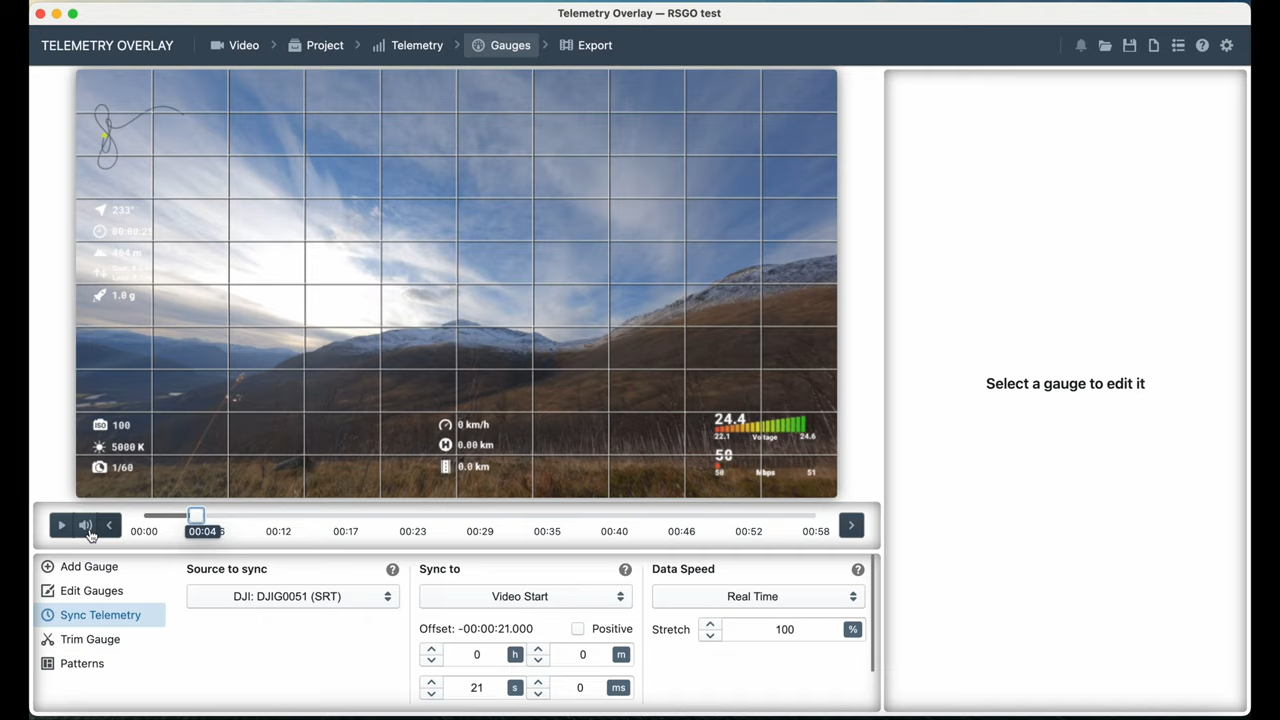 Telemetry Overlay — RSGO test
TELEMETRY OVERLAY Video Project Telemetry Gauges Export
233°
464 m
1.0 g
ISO 100
5000 K
1/60
0 km/h
0.00 km
0.0 km
24.4
22.1 Voltage 24.6
50
50 Mbps 51
00:00 00:04 00:12 00:17 00:23 00:29 00:35 00:40 00:46 00:52 00:58
Add Gauge
Edit Gauges
Sync Telemetry
Trim Gauge
Patterns
Source to sync ?
DJI: DJIG0051 (SRT)
Sync to ?
Video Start
Offset: -00:00:21.000 Positive
0 h 0 m
21 s 0 ms
Data Speed ?
Real Time
Stretch 100 %
Select a gauge to edit it